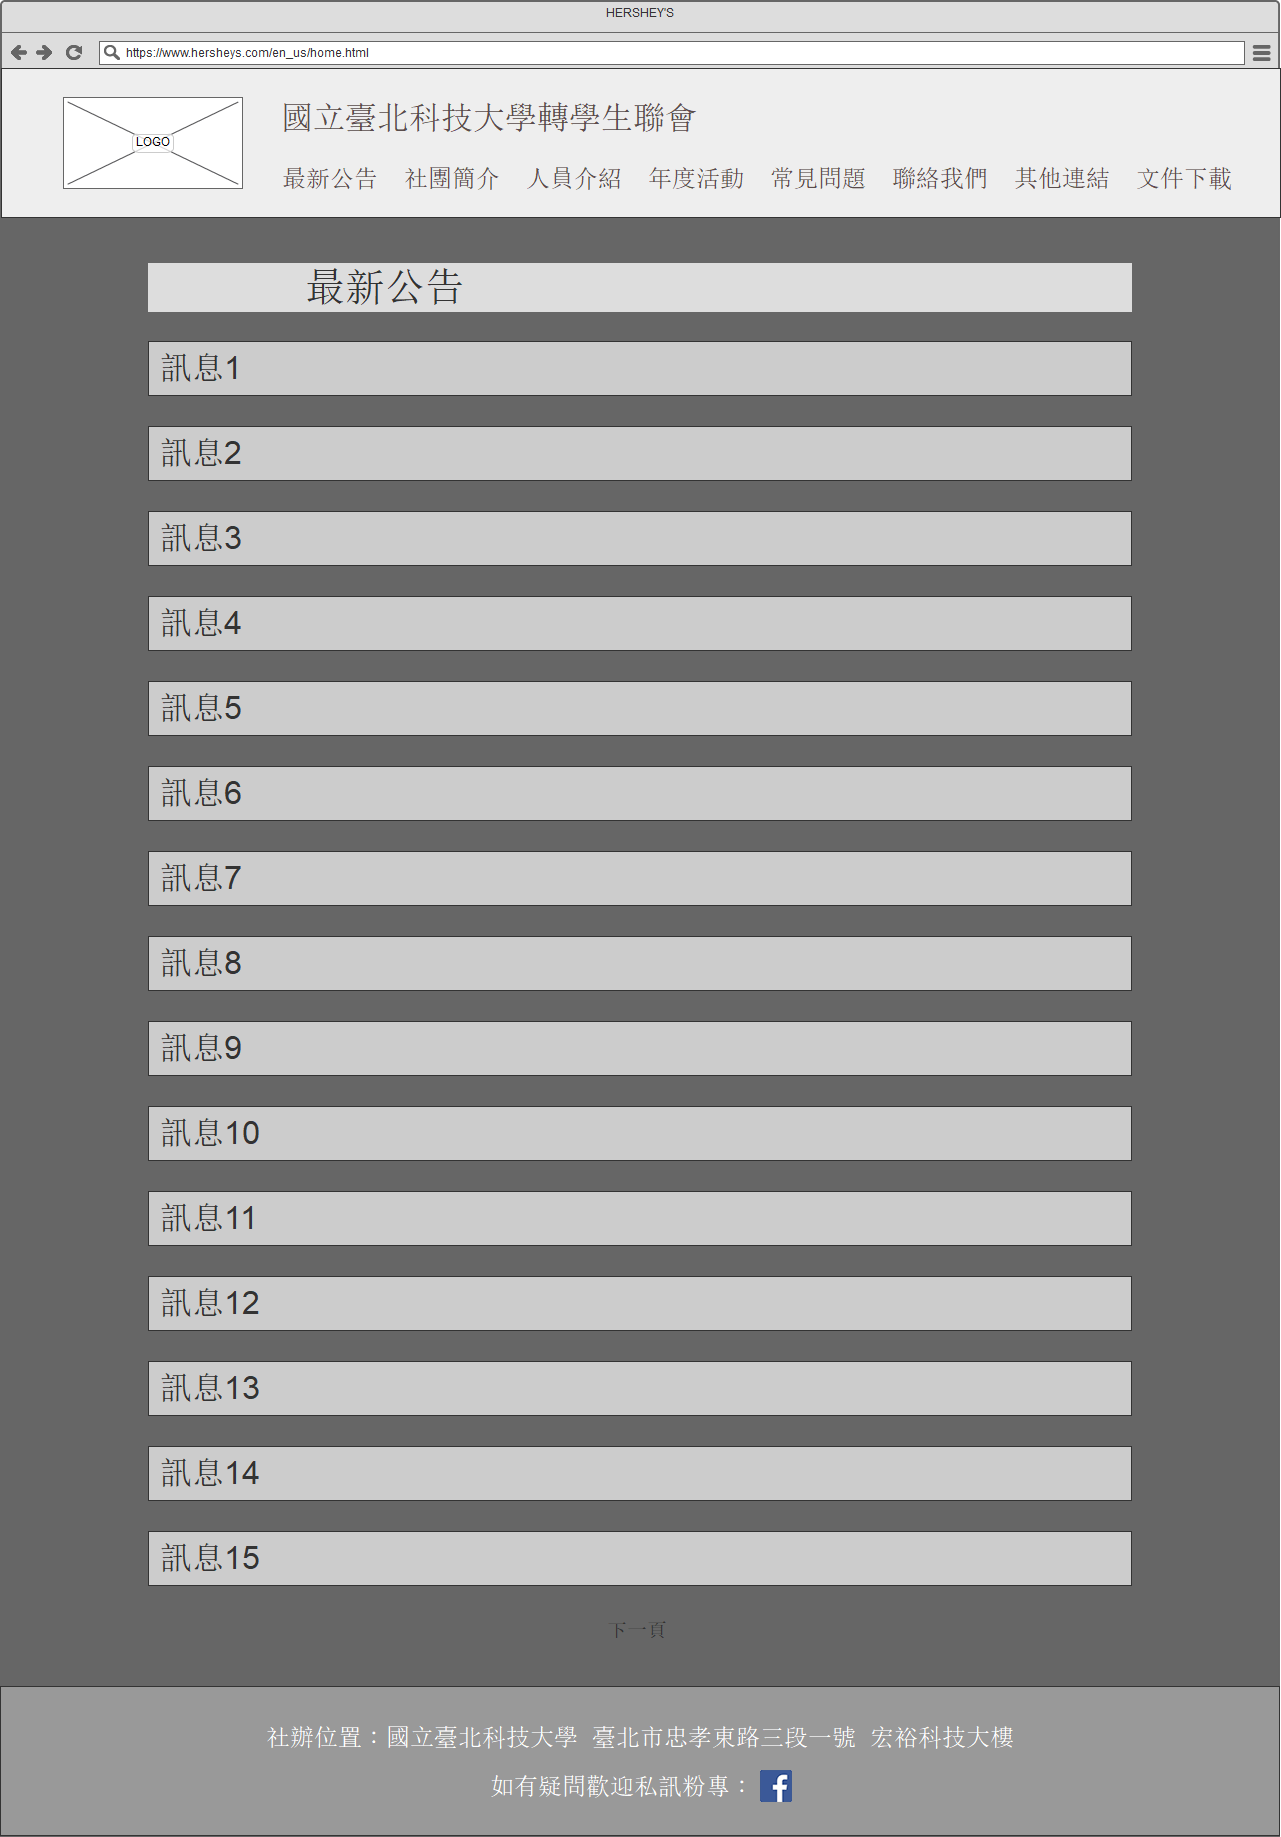 HERSHEY'S
https://www.hersheys.com/en_us/home.html
LOGO
國立臺北科技大學轉學生聯會
最新公告 社團簡介 人員介紹 年度活動 常見問題 聯絡我們 其他連結 文件下載
最新公告
訊息1
訊息2
訊息3
訊息4
訊息5
訊息6
訊息7
訊息8
訊息9
訊息10
訊息11
訊息12
訊息13
訊息14
訊息15
下一頁
社辦位置：國立臺北科技大學 臺北市忠孝東路三段一號 宏裕科技大樓
如有疑問歡迎私訊粉專：